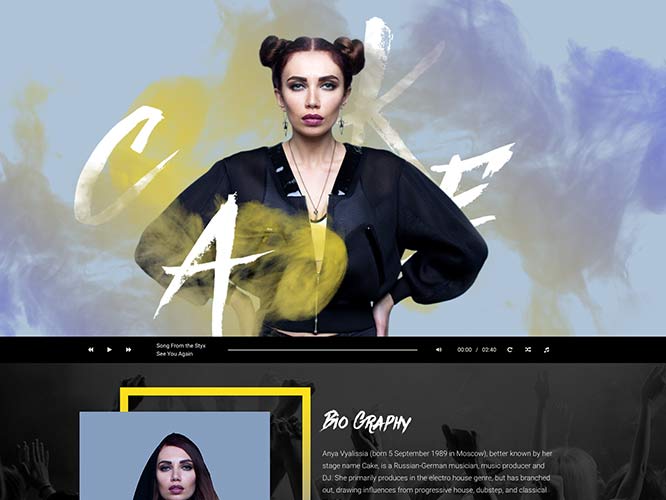 CAKE
Song From the Styx
See You Again
00:00 / 02:40
Bio Graphy
Anya Vyalissia (born 5 September 1989 in Moscow), better known by her
stage name Cake, is a Russian-German musician, music producer and
DJ. She primarily produces in the electro house genre, but has branched
out, drawing influences from progressive house, dubstep, and classical